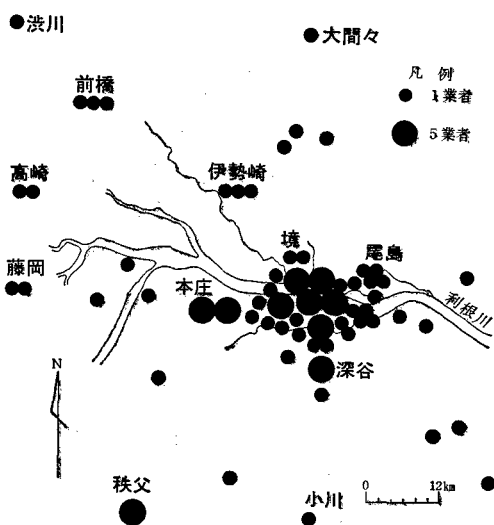 渋川
大間々
凡例
1業者
5業者
前橋
高崎
伊勢崎
境
尾島
藤岡
本庄
利根川
N
深谷
秩父
小川
0 12km